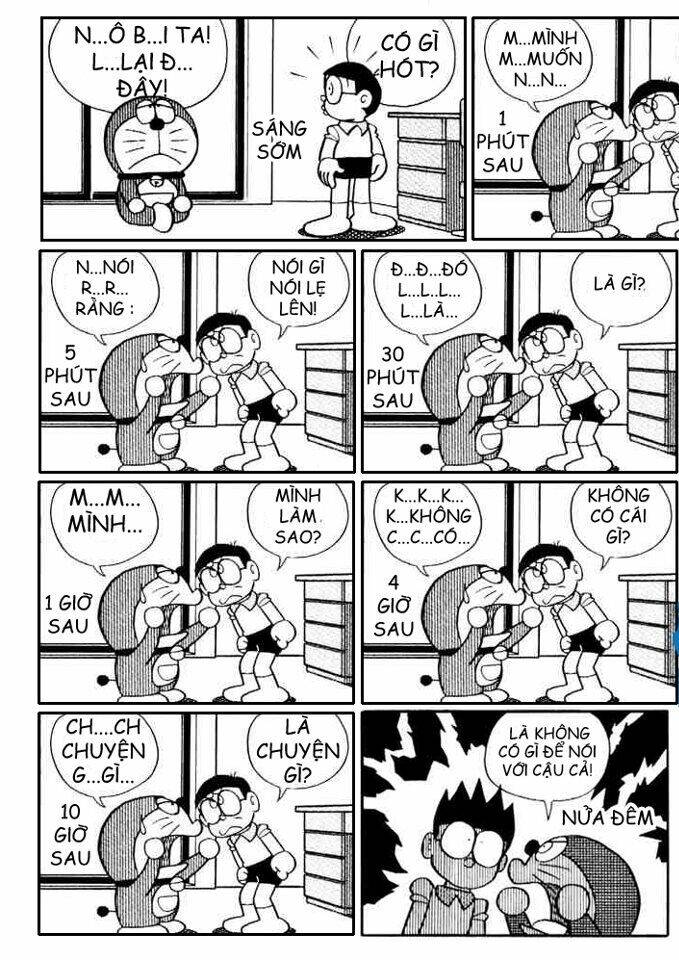 N...Ô B...I TA!
L...LẠI Đ...
ĐÂY!
SÁNG
SỚM
CÓ GÌ
HÓT?
M...MÌNH
M...MUỐN
N...N...
1
PHÚT
SAU
N...NÓI
R...R...
RẰNG :
5
PHÚT
SAU
NÓI GÌ
NÓI LẸ
LÊN!
Đ...Đ...ĐÓ
L...L...L...
L...LÀ...
30
PHÚT
SAU
LÀ GÌ?
M...M...
MÌNH...
1 GIỜ
SAU
MÌNH
LÀM
SAO?
K...K...K...
K...KHÔNG
C...C...CÓ...
4
GIỜ
SAU
KHÔNG
CÓ CÁI
GÌ?
CH....CH
CHUYỆN
G...GÌ...
10
GIỜ
SAU
LÀ
CHUYỆN
GÌ?
LÀ KHÔNG
CÓ GÌ ĐỂ NÓI
VỚI CẬU CẢ!
NỬA ĐÊM